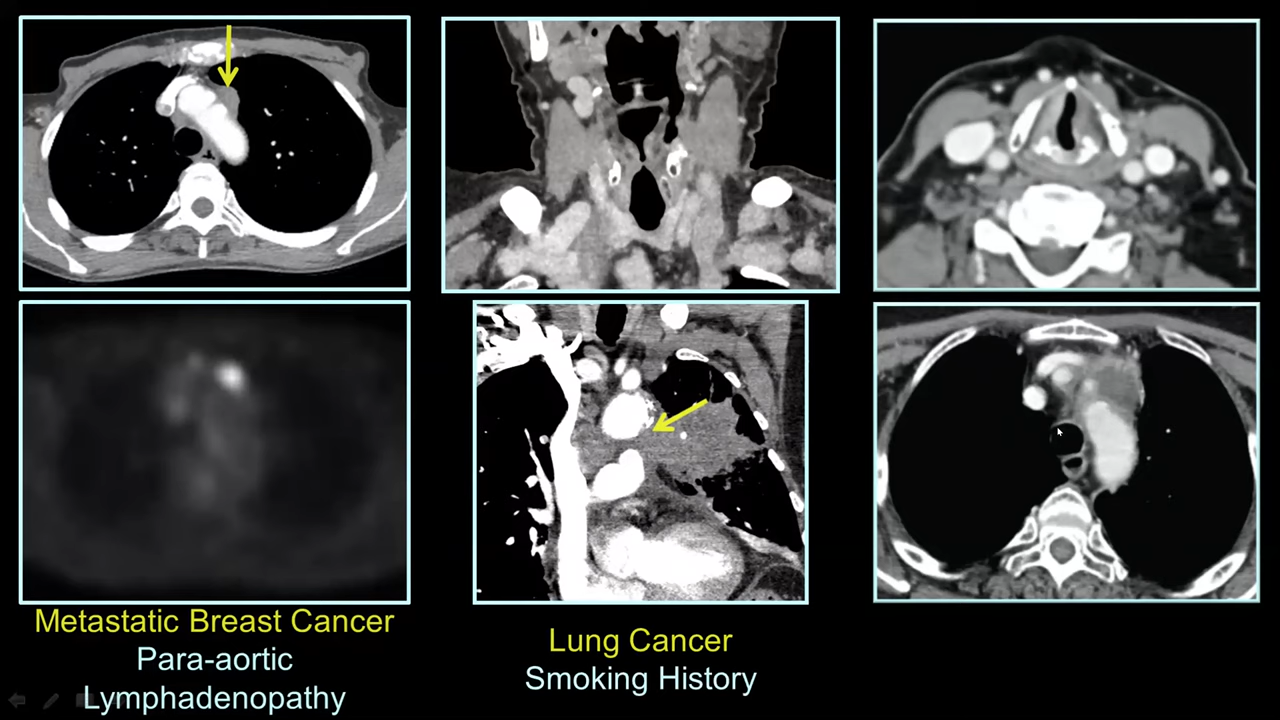 Metastatic Breast Cancer
Para-aortic
Lymphadenopathy
Lung Cancer
Smoking History